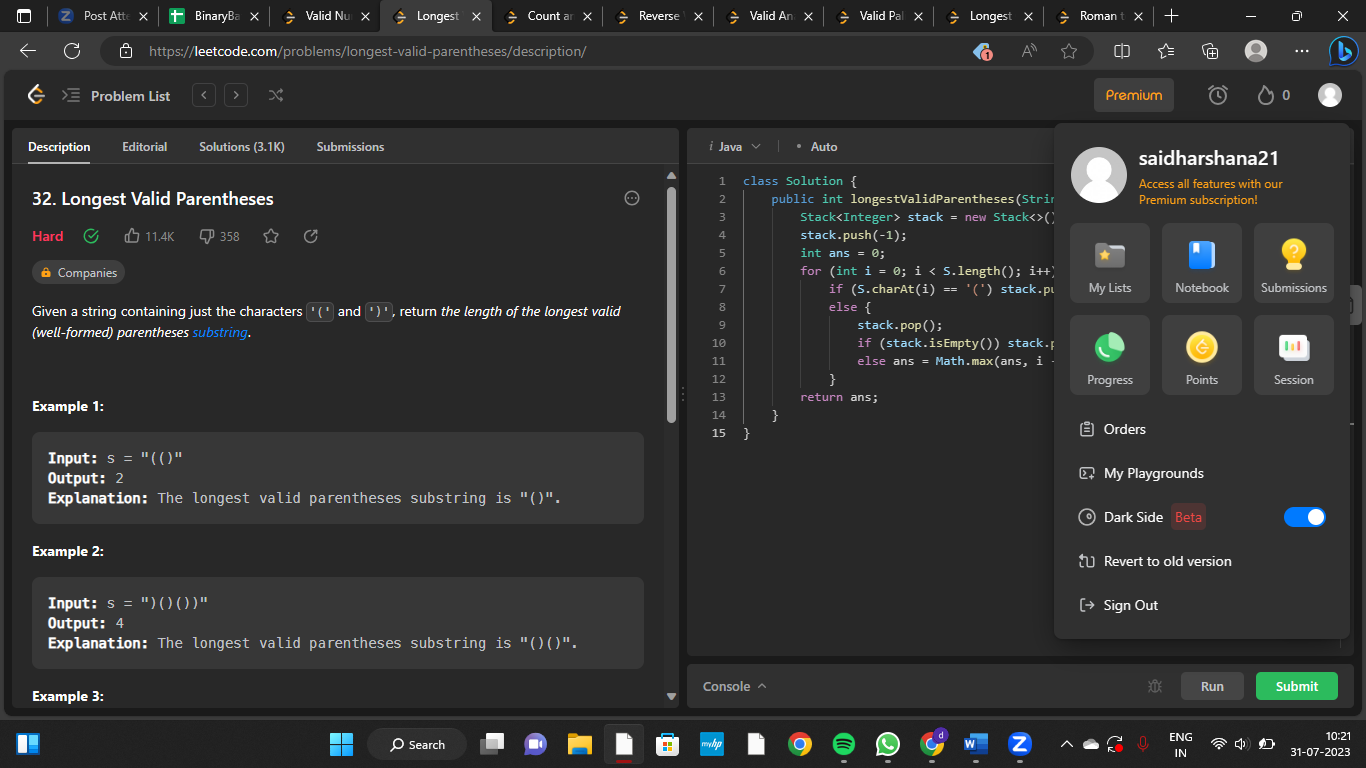 Post Atte
BinaryBa
Valid Nu
Longest
Count ar
Reverse
Valid An
Valid Pal
Longest
Roman t
https://leetcode.com/problems/longest-valid-parentheses/description/
1
Problem List
Premium
0
Description Editorial Solutions (3.1K) Submissions
32. Longest Valid Parentheses
Hard 11.4K 358
Companies
Given a string containing just the characters '(' and ')', return the length of the longest valid
(well-formed) parentheses substring.
Example 1:
Input: s = "(()"
Output: 2
Explanation: The longest valid parentheses substring is "()".
Example 2:
Input: s = ")()())"
Output: 4
Explanation: The longest valid parentheses substring is "()()".
Example 3:
i Java • Auto
1 class Solution {
2 public int longestValidParentheses(Strin
3 Stack<Integer> stack = new Stack<>()
4 stack.push(-1);
5 int ans = 0;
6 for (int i = 0; i < S.length(); i++)
7 if (S.charAt(i) == '(') stack.pu
8 else {
9 stack.pop();
10 if (stack.isEmpty()) stack.p
11 else ans = Math.max(ans, i -
12 }
13 return ans;
14 }
15 }
saidharshana21
Access all features with our
Premium subscription!
My Lists Notebook Submissions
Progress Points Session
Orders
My Playgrounds
Dark Side Beta
Revert to old version
Sign Out
Console Run Submit
Search
myhp
d
ENG
IN
10:21
31-07-2023